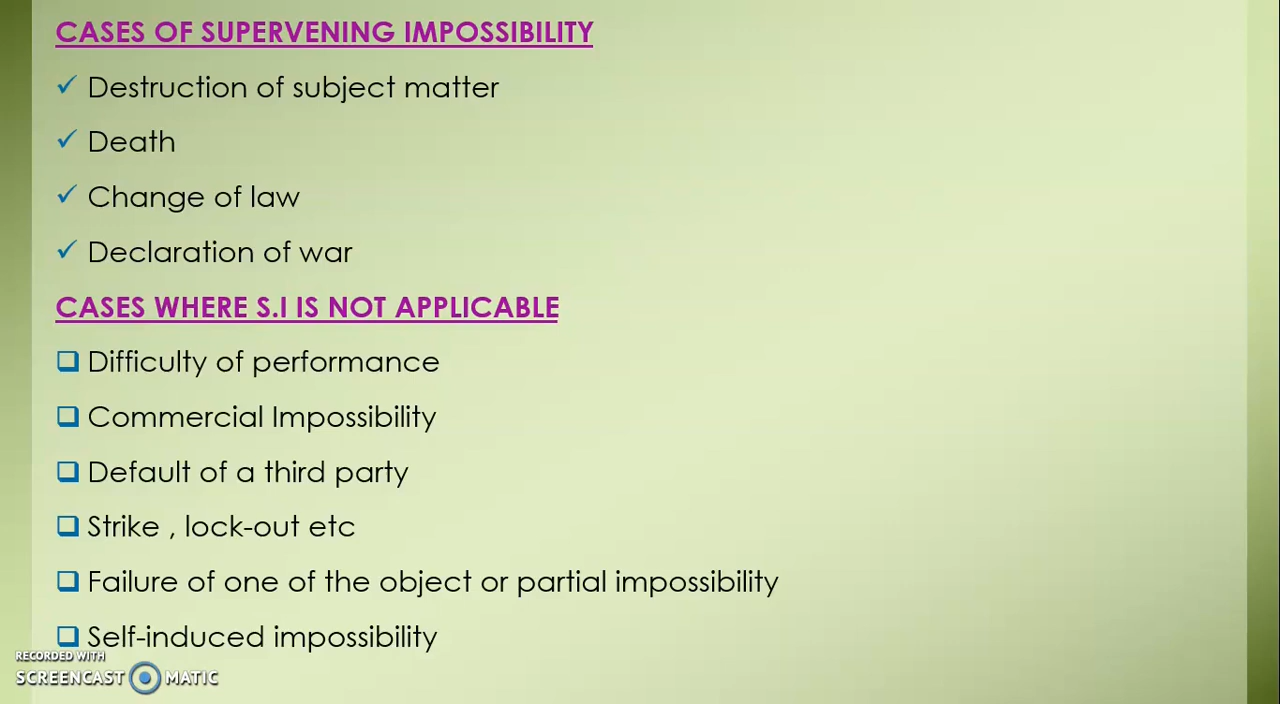 CASES OF SUPERVENING IMPOSSIBILITY
Destruction of subject matter
Death
Change of law
Declaration of war
CASES WHERE S.I IS NOT APPLICABLE
Difficulty of performance
Commercial Impossibility
Default of a third party
Strike , lock-out etc
Failure of one of the object or partial impossibility
Self-induced impossibility
RECORDED WITH
SCREENCAST MATIC